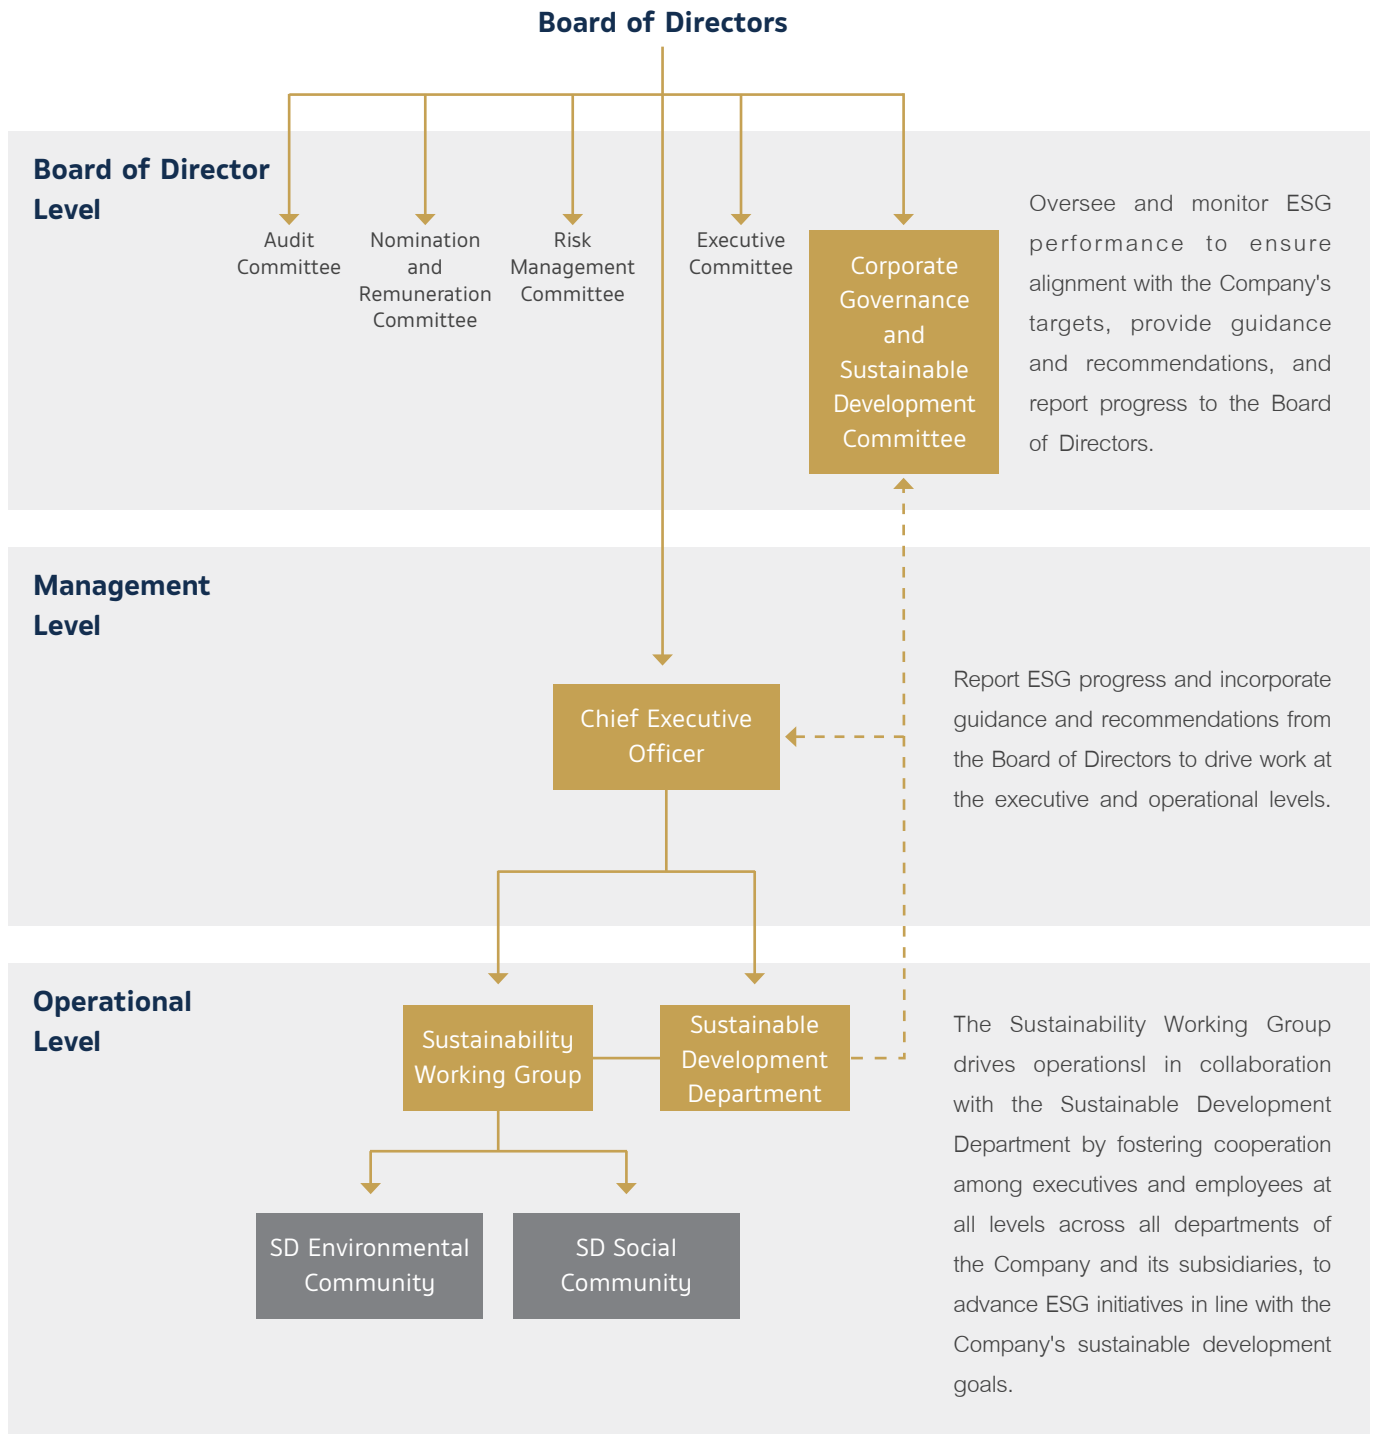 Board of Directors
Board of Director
Level
Audit
Committee
Nomination
and
Remuneration
Committee
Risk
Management
Committee
Executive
Committee
Corporate
Governance
and
Sustainable
Development
Committee
Oversee and monitor ESG
performance to ensure
alignment with the Company's
targets, provide guidance
and recommendations, and
report progress to the Board
of Directors.
Management
Level
Chief Executive
Officer
Report ESG progress and incorporate
guidance and recommendations from
the Board of Directors to drive work at
the executive and operational levels.
Operational
Level
Sustainability
Working Group
Sustainable
Development
Department
SD Environmental
Community
SD Social
Community
The Sustainability Working Group
drives operationsl in collaboration
with the Sustainable Development
Department by fostering cooperation
among executives and employees at
all levels across all departments of
the Company and its subsidiaries, to
advance ESG initiatives in line with the
Company's sustainable development
goals.